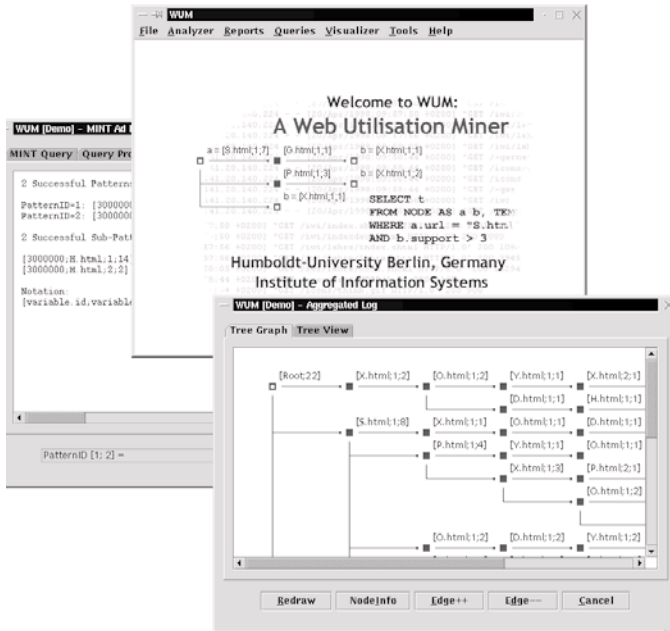 WUM
File Analyzer Reports Queries Visualizer Tools Help
Welcome to WUM:
A Web Utilisation Miner
a = [S.html;1;7] [G.html;1;1] b = [X.html;1;1]
[P.html;1;3] b = [X.html;1;2]
b = [X.html;1;1]
SELECT t
FROM NODE AS a b, TEM
WHERE a.url = "S.html
AND b.support > 3
Humboldt-University Berlin, Germany
Institute of Information Systems
WUM [Demo] - MINT Ad
MINT Query Query Pro
2 Successful Pattern
PatternID=1: [3000000
PatternID=2: [3000000
2 Successful Sub-Pat
[3000000;H.html;1;14]
[3000000;M.html;2;2]
Notation:
[variable.id,variable
PatternID [1; 2] =
WUM [Demo] - Aggregated Log
Tree Graph Tree View
[Root;22] [X.html;1;2] [O.html;1;2] [Y.html;1;1] [X.html;2;1]
[D.html;1;1] [H.html;1;1]
[S.html;1;8] [X.html;1;1] [O.html;1;1] [D.html;1;1]
[P.html;1;4] [Y.html;1;1] [O.html;1;1]
[X.html;1;3] [P.html;2;1]
[O.html;1;2]
[O.html;1;2] [D.html;1;2] [Y.html;1;2]
Redraw NodeInfo Edge++ Edge-- Cancel